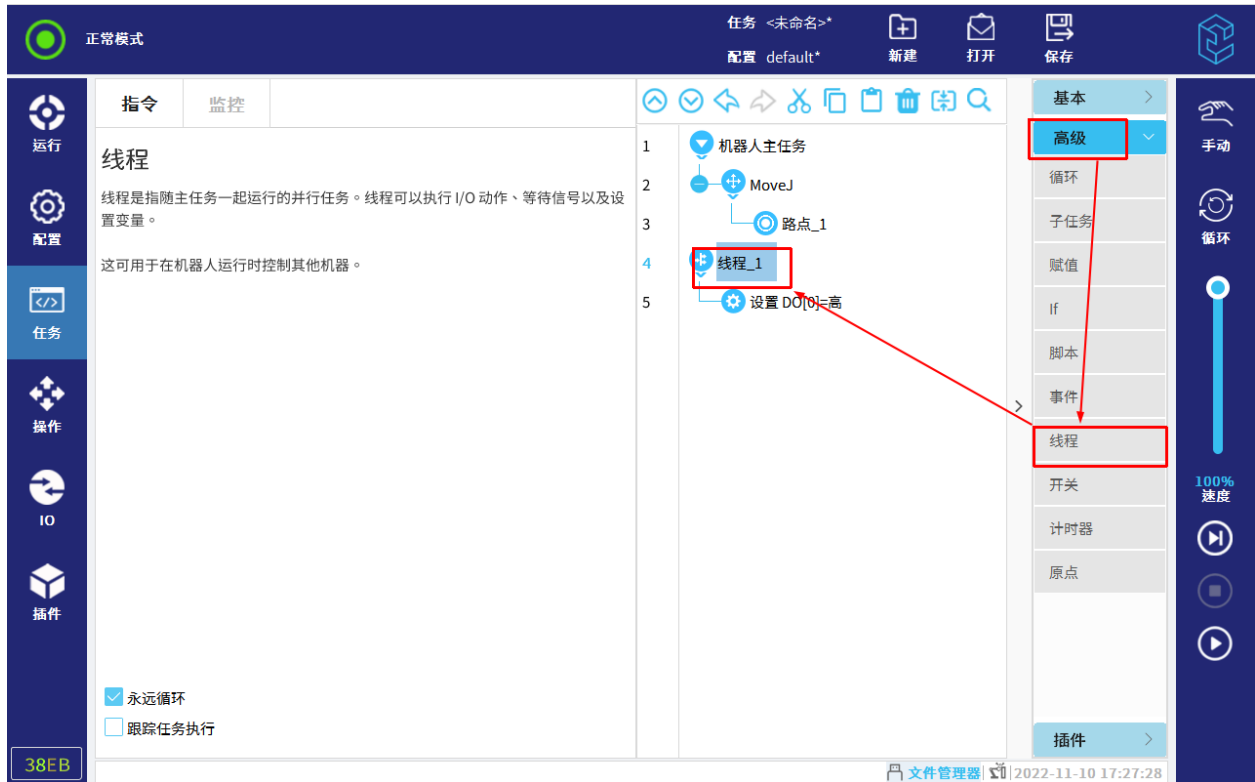 正常模式
任务 <未命名>*
配置 default*
新建
打开
保存
运行
配置
任务
操作
IO
插件
38EB
指令
监控
线程
线程是指随主任务一起运行的并行任务。线程可以执行 I/O 动作、等待信号以及设
置变量。
这可用于在机器人运行时控制其他机器。
永远循环
跟踪任务执行
1 机器人主任务
2 MoveJ
3 路点_1
4 线程_1
5 设置 DO[0]=高
基本
高级
循环
子任务
赋值
If
脚本
事件
线程
开关
计时器
原点
插件
手动
循环
100%
速度
文件管理器
2022-11-10 17:27:28